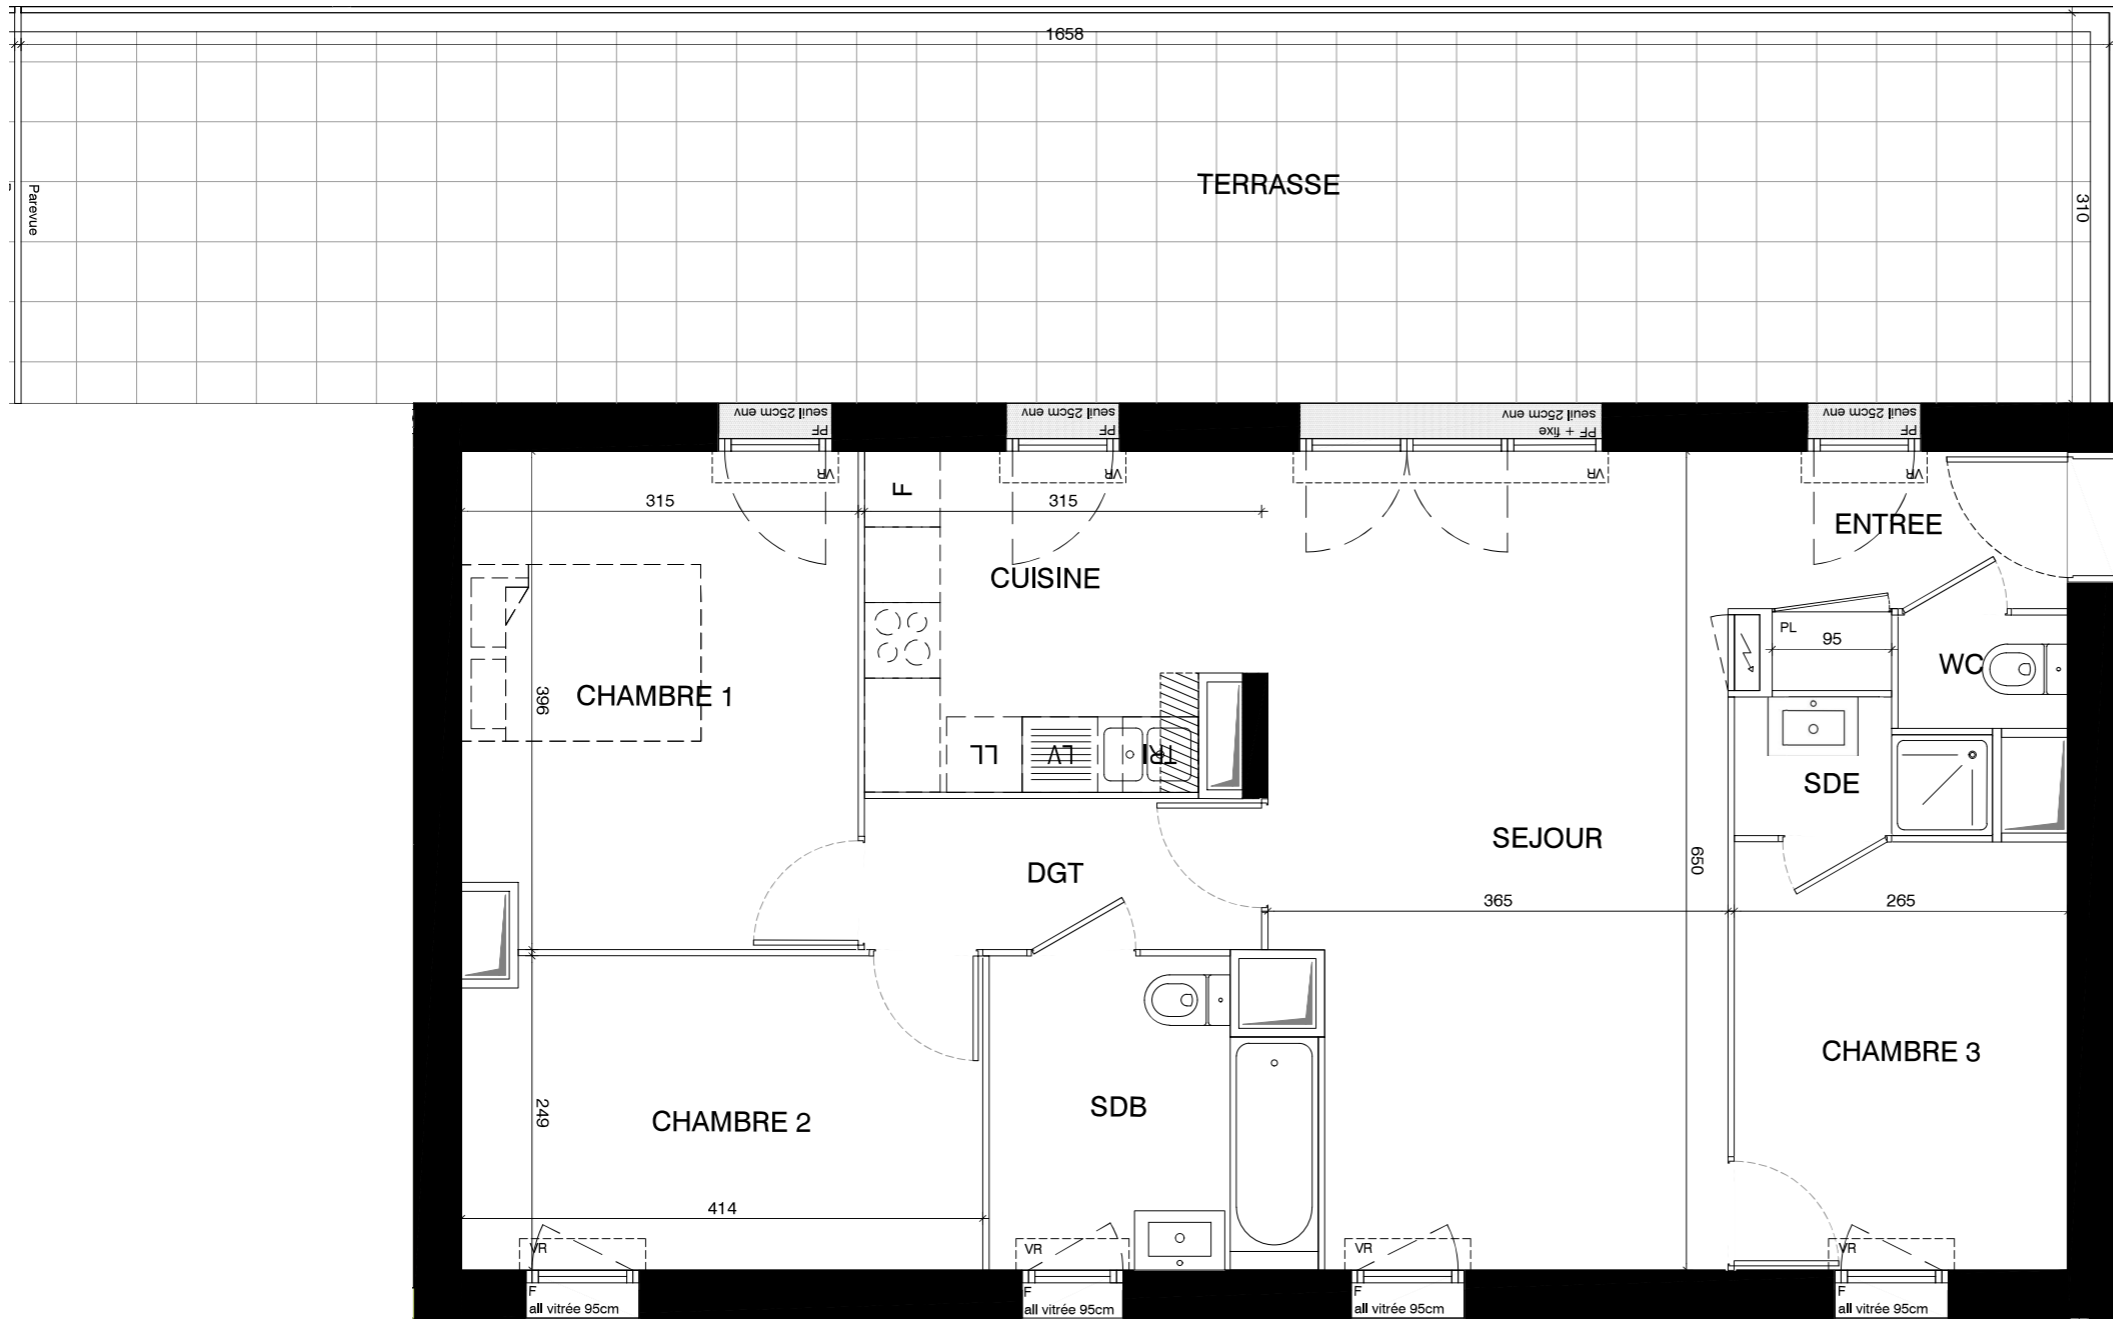 1658
TERRASSE
310
Parevue
seuil 25cm env
PF
VR
seuil 25cm env
PF
VR
seuil 25cm env
PF + fixe
VR
seuil 25cm env
PF
VR
315
F
315
ENTREE
CUISINE
PL
95
WC
396
CHAMBRE 1
LL
LV
TRI
SDE
SEJOUR
650
DGT
365
265
CHAMBRE 3
249
CHAMBRE 2
SDB
414
VR
VR
VR
VR
F
all vitrée 95cm
F
all vitrée 95cm
F
all vitrée 95cm
F
all vitrée 95cm